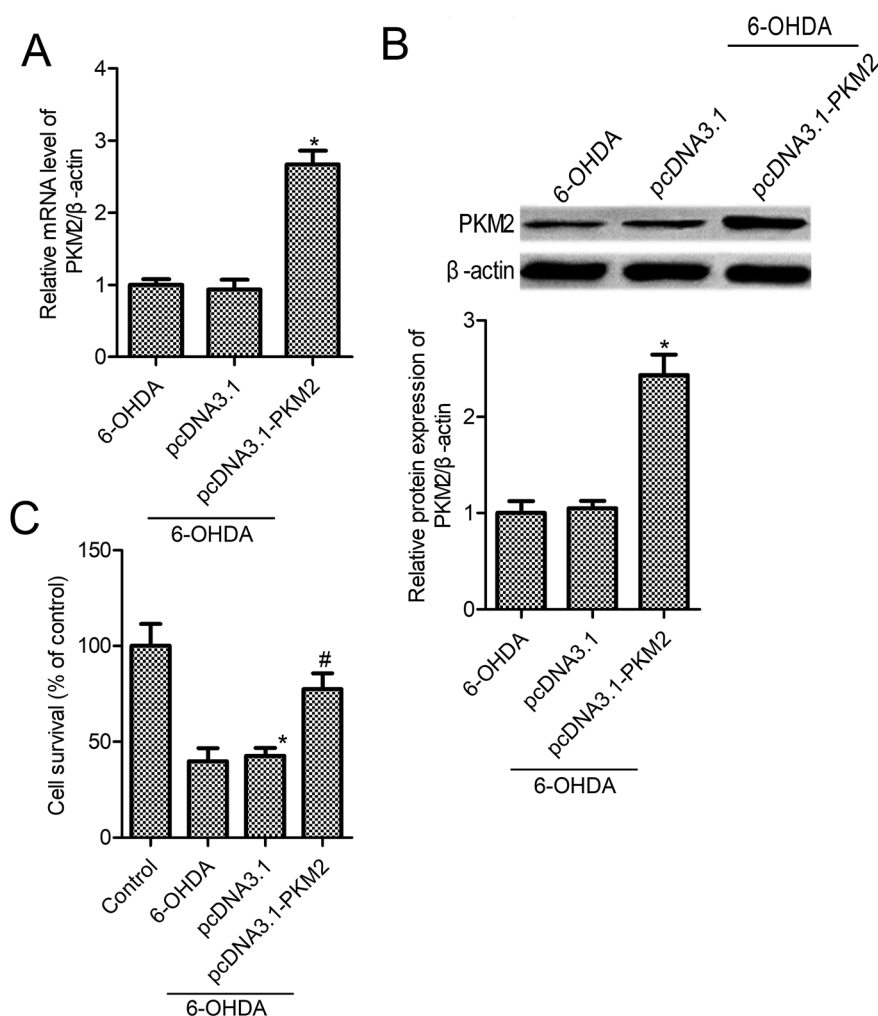 A
Relative mRNA level of
PKM2/β-actin
4
3
2
1
0
*
6-OHDA
pcDNA3.1
pcDNA3.1-PKM2
6-OHDA
B
6-OHDA
6-OHDA
pcDNA3.1
pcDNA3.1-PKM2
PKM2
β-actin
Relative protein expression of
PKM2/β-actin
3
2
1
0
*
6-OHDA
pcDNA3.1
pcDNA3.1-PKM2
6-OHDA
C
Cell survival (% of control)
150
100
50
0
*
#
Control
6-OHDA
pcDNA3.1
pcDNA3.1-PKM2
6-OHDA